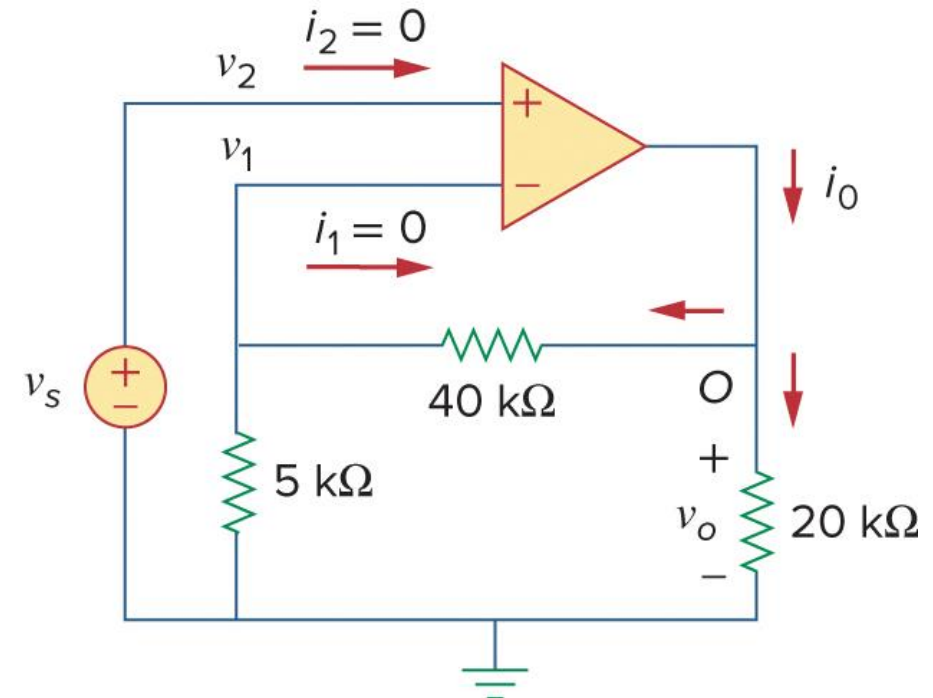 i₂ = 0
v₂
+
v₁
−
i₀
i₁ = 0
+
−
vₛ
40 kΩ
O
5 kΩ
+
vₒ
−
20 kΩ